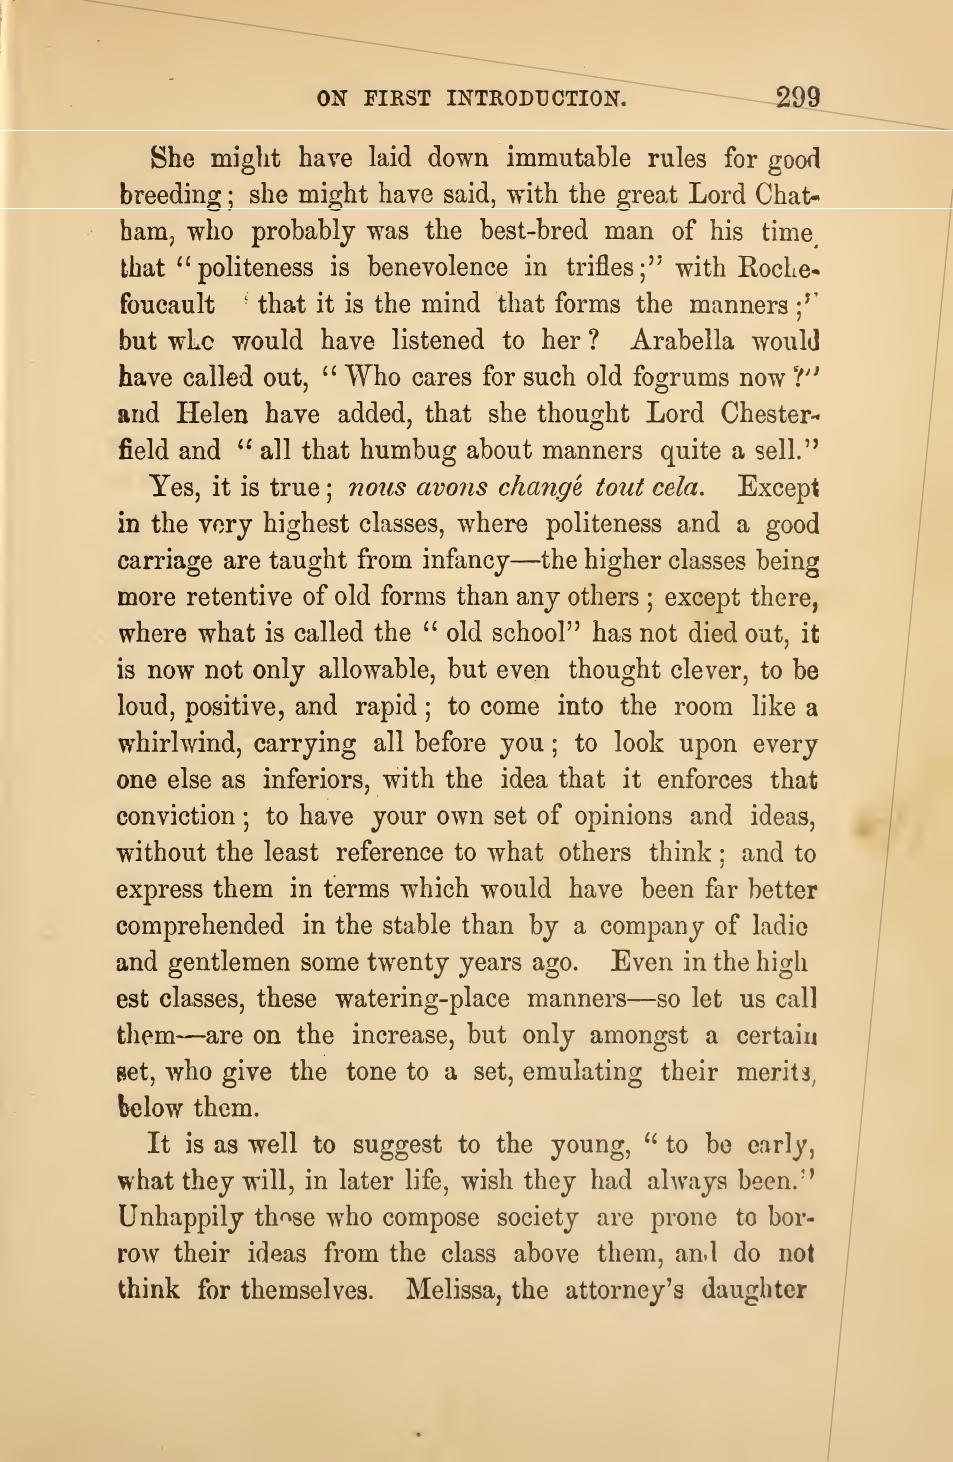 ON FIRST INTRODUCTION. 299
She might have laid down immutable rules for good
breeding; she might have said, with the great Lord Chat-
ham, who probably was the best-bred man of his time,
that “politeness is benevolence in trifles;” with Roche-
foucault ‘ that it is the mind that forms the manners;”
but who would have listened to her? Arabella would
have called out, “Who cares for such old fogrums now?”
and Helen have added, that she thought Lord Chester-
field and “all that humbug about manners quite a sell.”
Yes, it is true; nous avons changé tout cela. Except
in the very highest classes, where politeness and a good
carriage are taught from infancy—the higher classes being
more retentive of old forms than any others; except there,
where what is called the “old school” has not died out, it
is now not only allowable, but even thought clever, to be
loud, positive, and rapid; to come into the room like a
whirlwind, carrying all before you; to look upon every
one else as inferiors, with the idea that it enforces that
conviction; to have your own set of opinions and ideas,
without the least reference to what others think; and to
express them in terms which would have been far better
comprehended in the stable than by a company of ladie
and gentlemen some twenty years ago. Even in the high
est classes, these watering-place manners—so let us call
them—are on the increase, but only amongst a certain
set, who give the tone to a set, emulating their merits,
below them.
It is as well to suggest to the young, “to be early,
what they will, in later life, wish they had always been.”
Unhappily those who compose society are prone to bor-
row their ideas from the class above them, and do not
think for themselves. Melissa, the attorney’s daughter